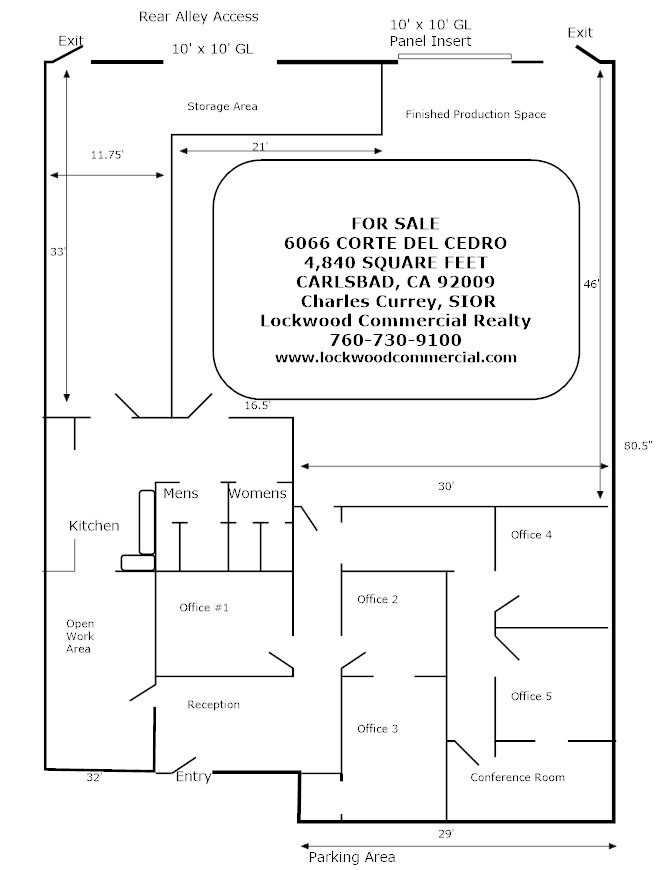 Rear Alley Access
10' x 10' GL
Panel Insert
Exit
Exit
10' x 10' GL
Storage Area
Finished Production Space
21'
11.75'
FOR SALE
6066 CORTE DEL CEDRO
4,840 SQUARE FEET
CARLSBAD, CA 92009
Charles Currey, SIOR
Lockwood Commercial Realty
760-730-9100
www.lockwoodcommercial.com
33'
46'
16.5'
80.5"
30'
Mens
Womens
Kitchen
Office 4
Office #1
Office 2
Open
Work
Area
Office 5
Reception
Office 3
32'
Entry
Conference Room
29'
Parking Area